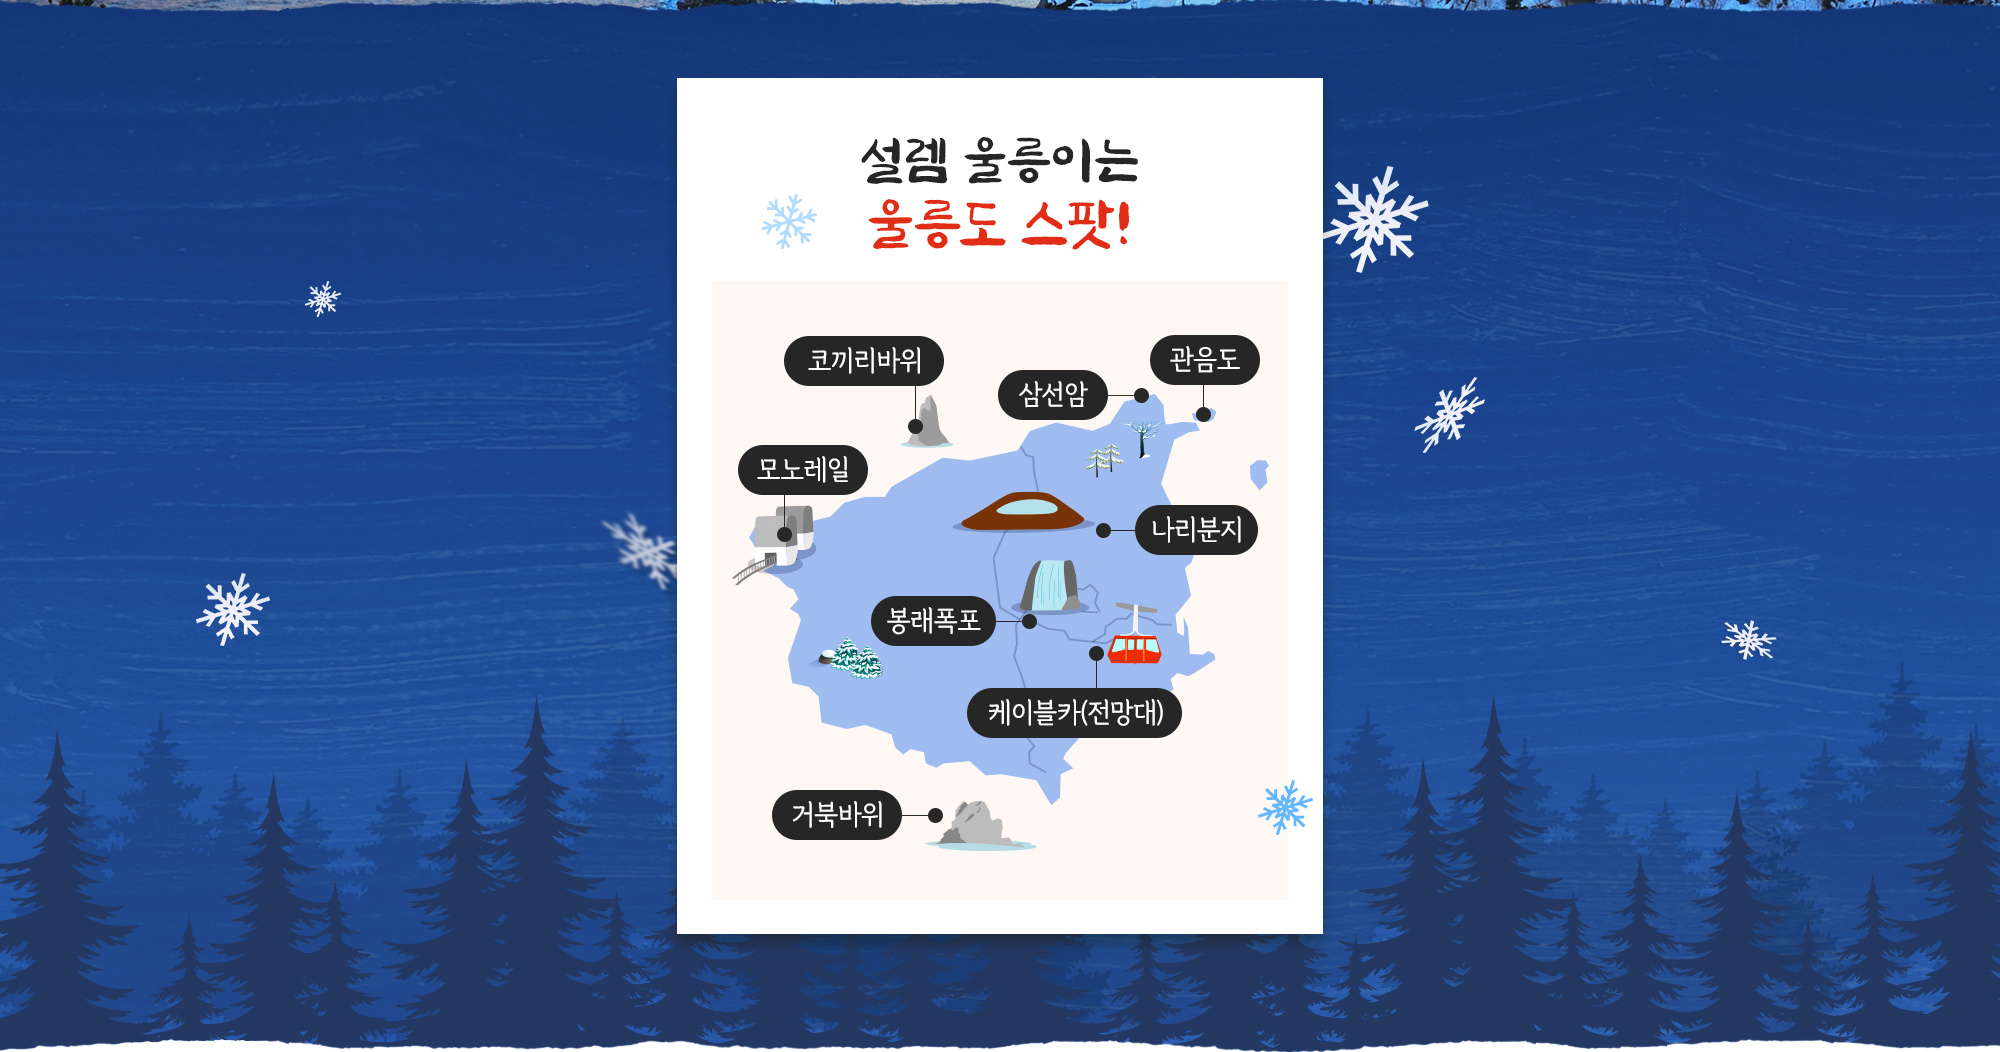 설렘 울릉이는
울릉도 스팟!
코끼리바위
관음도
삼선암
모노레일
나리분지
봉래폭포
케이블카(전망대)
거북바위